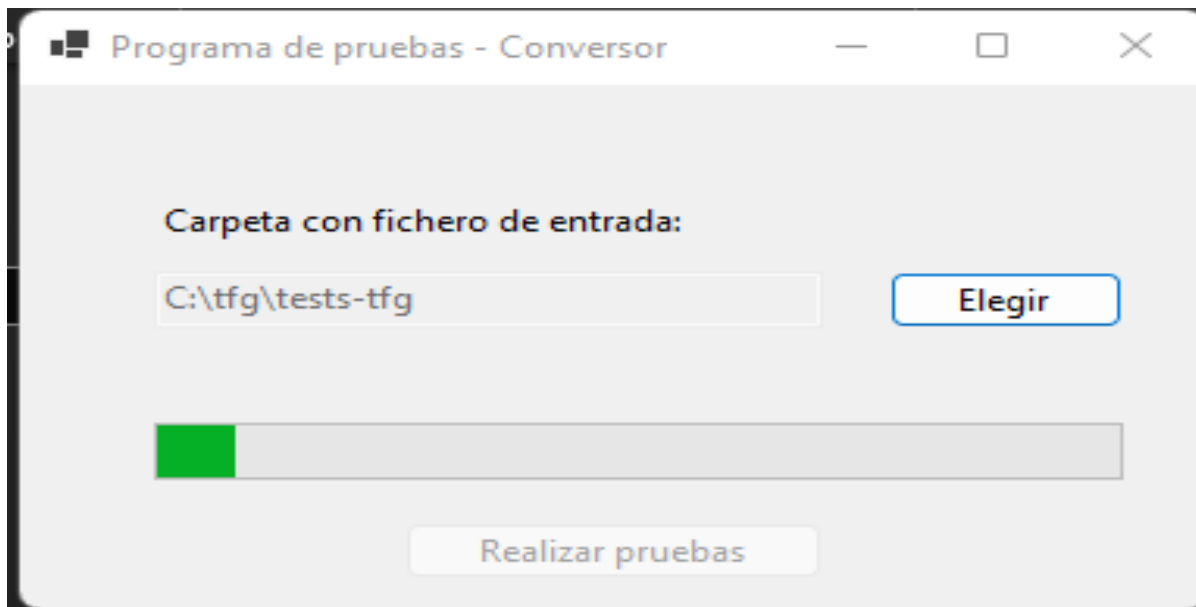 Programa de pruebas - Conversor
Carpeta con fichero de entrada:
C:\tfg\tests-tfg
Elegir
Realizar pruebas